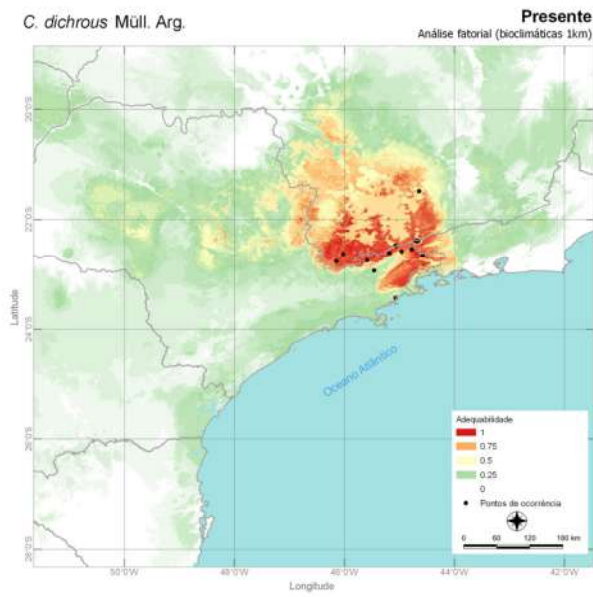 C. dichrous Müll. Arg.
Presente
Análise fatorial (bioclimáticas 1km)
20°0'S
22°0'S
24°0'S
26°0'S
28°0'S
Latitude
Oceano Atlântico
Adequabilidade
1
0.75
0.5
0.25
0
Pontos de ocorrência
0 60 120 180 km
50°0'W 48°0'W 46°0'W 44°0'W 42°0'W
Longitude